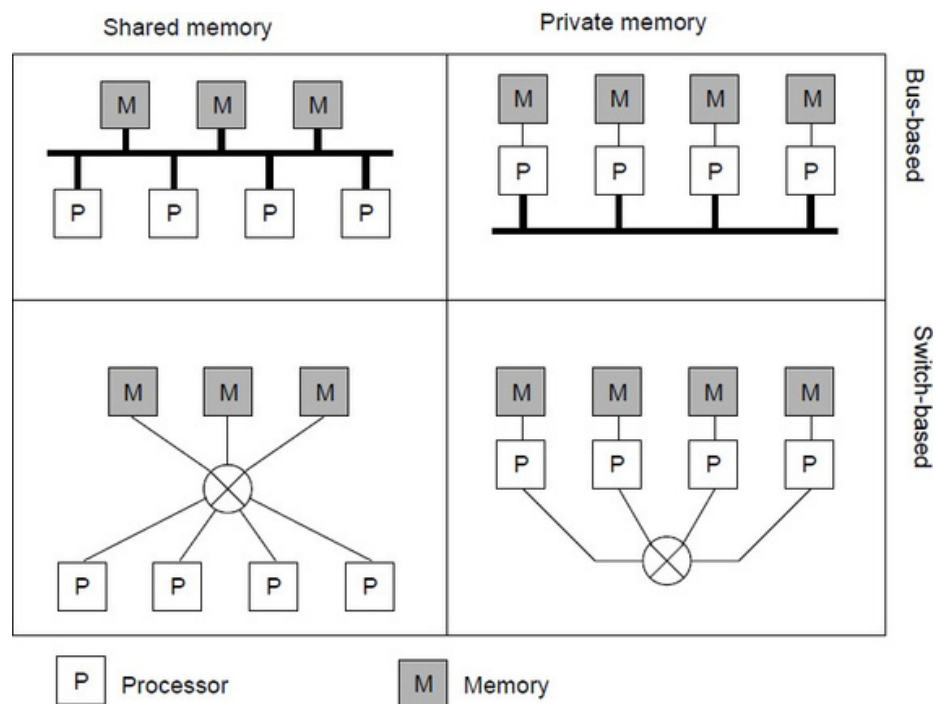 Shared memory
Private memory
M M M
P P P P
M M M M
P P P P
Bus-based
M M M
P P P P
M M M M
P P P P
Switch-based
P Processor
M Memory